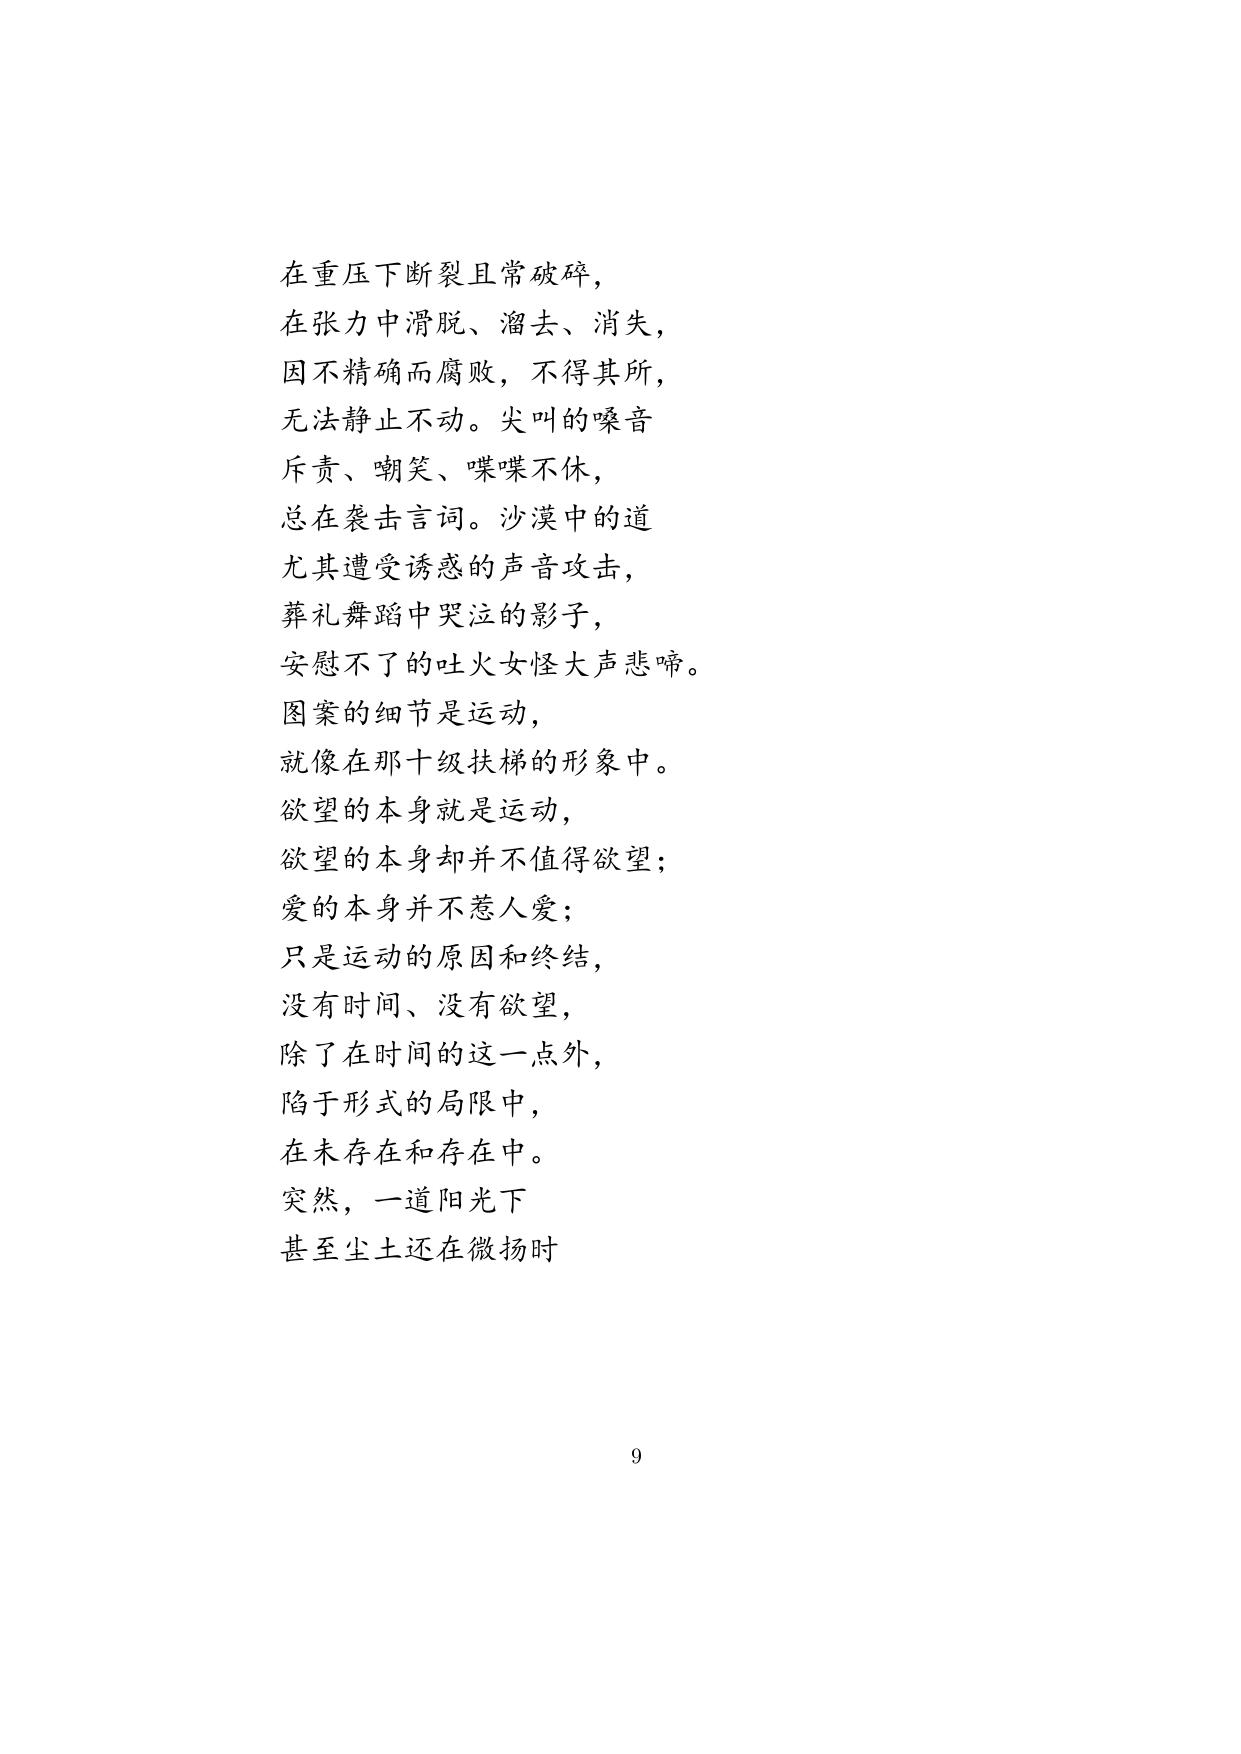 在重压下断裂且常破碎，
在张力中滑脱、溜去、消失，
因不精确而腐败，不得其所，
无法静止不动。尖叫的嗓音
斥责、嘲笑、喋喋不休，
总在袭击言词。沙漠中的道
尤其遭受诱惑的声音攻击，
葬礼舞蹈中哭泣的影子，
安慰不了的吐火女怪大声悲啼。
图案的细节是运动，
就像在那十级扶梯的形象中。
欲望的本身就是运动，
欲望的本身却并不值得欲望；
爱的本身并不惹人爱；
只是运动的原因和终结，
没有时间、没有欲望，
除了在时间的这一点外，
陷于形式的局限中，
在未存在和存在中。
突然，一道阳光下
甚至尘土还在微扬时
9